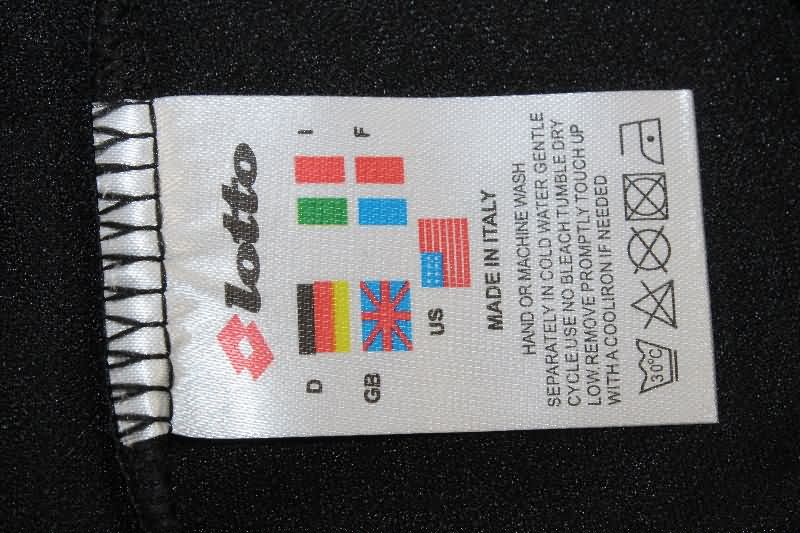 lotto
D I
GB F
US
MADE IN ITALY
HAND OR MACHINE WASH
SEPARATELY IN COLD WATER GENTLE
CYCLE.USE NO BLEACH TUMBLE DRY
LOW.REMOVE PROMPTLY TOUCH UP
WITH A COOLIRON IF NEEDED
30°C